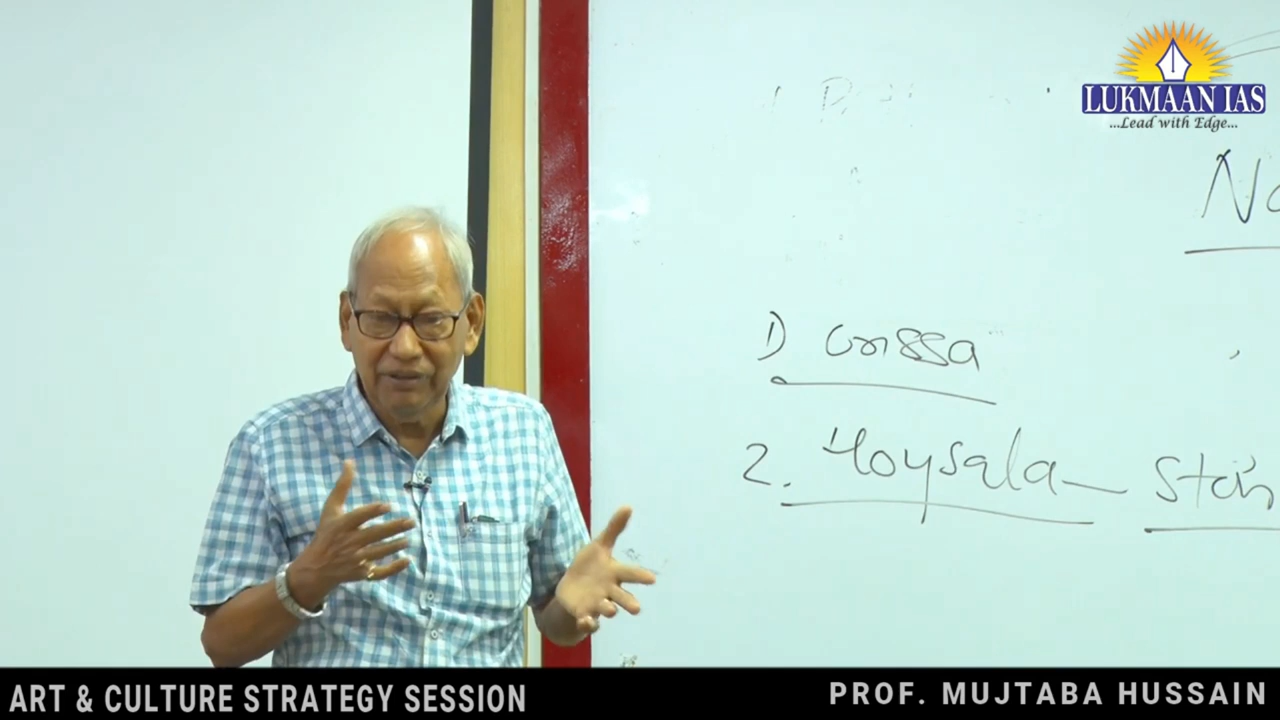 LUKMAAN IAS
...Lead with Edge...
1) Orissa
2. Hoysala - 
ART & CULTURE STRATEGY SESSION
PROF. MUJTABA HUSSAIN